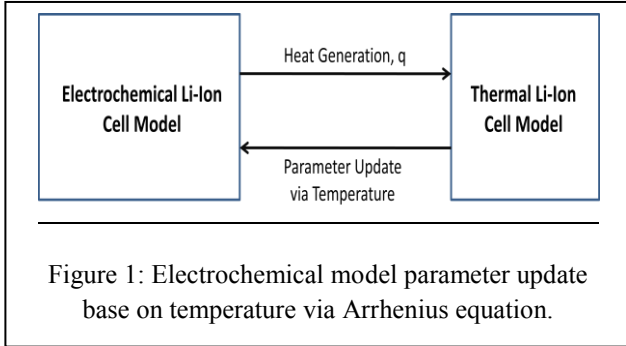 Heat Generation, q
Electrochemical Li-Ion
Cell Model
Thermal Li-Ion
Cell Model
Parameter Update
via Temperature
Figure 1: Electrochemical model parameter update
base on temperature via Arrhenius equation.